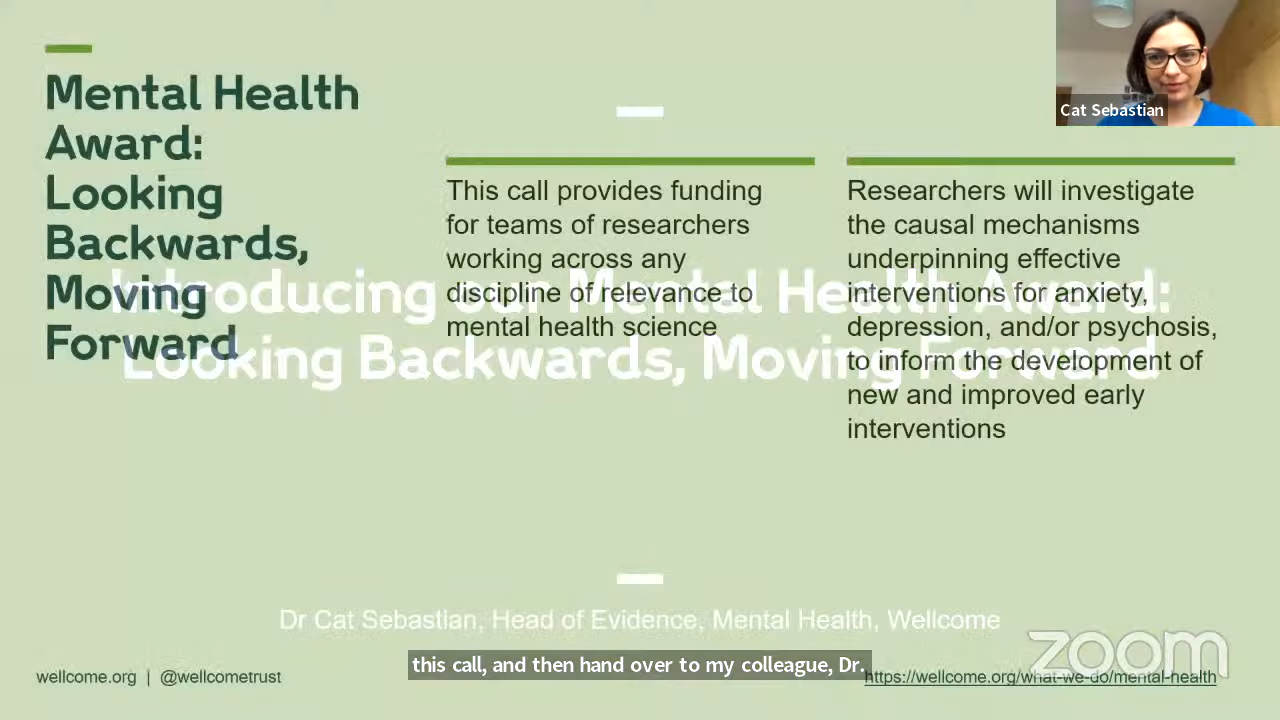 Mental Health
Award:
Looking
Backwards,
Moving
Forward
This call provides funding
for teams of researchers
working across any
discipline of relevance to
mental health science
Researchers will investigate
the causal mechanisms
underpinning effective
interventions for anxiety,
depression, and/or psychosis,
to inform the development of
new and improved early
interventions
Cat Sebastian
Introducing our Mental Health Award:
Looking Backwards, Moving Forward
Dr Cat Sebastian, Head of Evidence, Mental Health, Wellcome
this call, and then hand over to my colleague, Dr.
wellcome.org | @wellcometrust
https://wellcome.org/what-we-do/mental-health
zoom